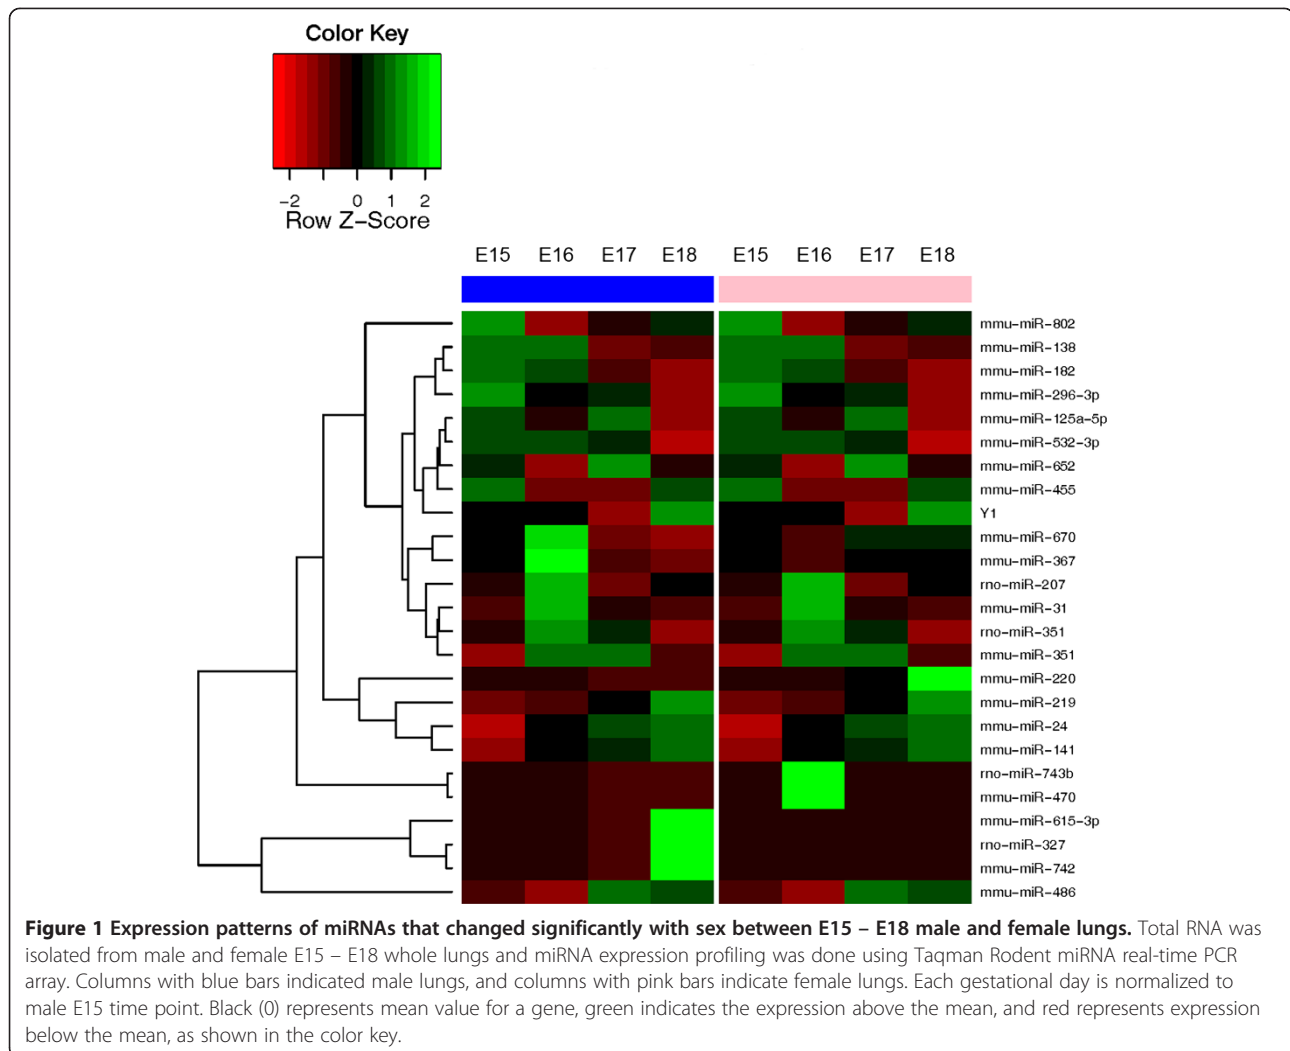 Color Key
−2 0 1 2
Row Z−Score
E15 E16 E17 E18 E15 E16 E17 E18
mmu−miR−802
mmu−miR−138
mmu−miR−182
mmu−miR−296−3p
mmu−miR−125a−5p
mmu−miR−532−3p
mmu−miR−652
mmu−miR−455
Y1
mmu−miR−670
mmu−miR−367
rno−miR−207
mmu−miR−31
rno−miR−351
mmu−miR−351
mmu−miR−220
mmu−miR−219
mmu−miR−24
mmu−miR−141
rno−miR−743b
mmu−miR−470
mmu−miR−615−3p
rno−miR−327
mmu−miR−742
mmu−miR−486
Figure 1 Expression patterns of miRNAs that changed significantly with sex between E15 – E18 male and female lungs. Total RNA was
isolated from male and female E15 – E18 whole lungs and miRNA expression profiling was done using Taqman Rodent miRNA real-time PCR
array. Columns with blue bars indicated male lungs, and columns with pink bars indicate female lungs. Each gestational day is normalized to
male E15 time point. Black (0) represents mean value for a gene, green indicates the expression above the mean, and red represents expression
below the mean, as shown in the color key.